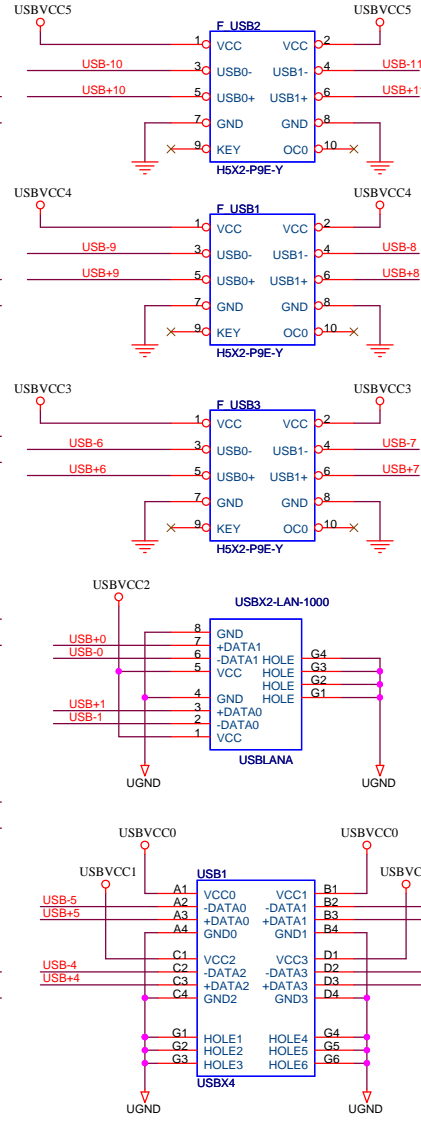 USBVCC5 USBVCC5
F_USB2
1 VCC VCC 2
USB-10 3 USB0- USB1- 4 USB-11
USB+10 5 USB0+ USB1+ 6 USB+1
7 GND GND 8
9 KEY OC0 10
H5X2-P9E-Y
USBVCC4 USBVCC4
F_USB1
1 VCC VCC 2
USB-9 3 USB0- USB1- 4 USB-8
USB+9 5 USB0+ USB1+ 6 USB+8
7 GND GND 8
9 KEY OC0 10
H5X2-P9E-Y
USBVCC3 USBVCC3
F_USB3
1 VCC VCC 2
USB-6 3 USB0- USB1- 4 USB-7
USB+6 5 USB0+ USB1+ 6 USB+7
7 GND GND 8
9 KEY OC0 10
H5X2-P9E-Y
USBVCC2
USBX2-LAN-1000
8 GND
USB+0 7 +DATA1
USB-0 6 -DATA1 HOLE G4
5 VCC HOLE G3
HOLE G2
4 GND HOLE G1
USB+1 3 +DATA0
USB-1 2 -DATA0
1 VCC
USBLANA
UGND UGND
USBVCC0 USBVCC0
USBVCC1 USB1 USBVC
A1 VCC0 VCC1 B1
USB-5 A2 -DATA0 -DATA1 B2
USB+5 A3 +DATA0 +DATA1 B3
A4 GND0 GND1 B4
C1 VCC2 VCC3 D1
USB-4 C2 -DATA2 -DATA3 D2
USB+4 C3 +DATA2 +DATA3 D3
C4 GND2 GND3 D4
G1 HOLE1 HOLE4 G4
G2 HOLE2 HOLE5 G5
G3 HOLE3 HOLE6 G6
USBX4
UGND UGND